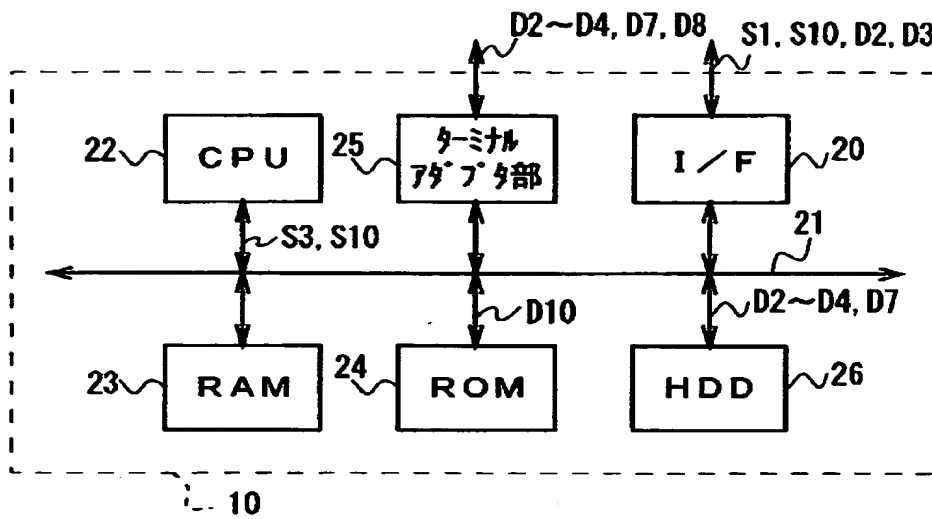 D2〜D4, D7, D8
S1, S10, D2, D3
22
CPU
25
ターミナル
アダプタ部
I/F
20
S3, S10
21
D10
D2〜D4, D7
23
RAM
24
ROM
HDD
26
10